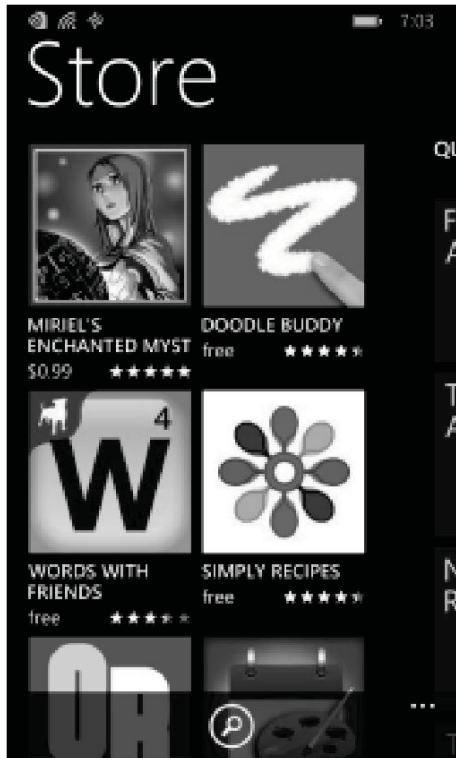 7:03
Store
MIRIEL'S
ENCHANTED MYST
$0.99
DOODLE BUDDY
free
4
W
WORDS WITH
FRIENDS
free
SIMPLY RECIPES
free
OR
QU
F
A
T
A
N
R
...
T